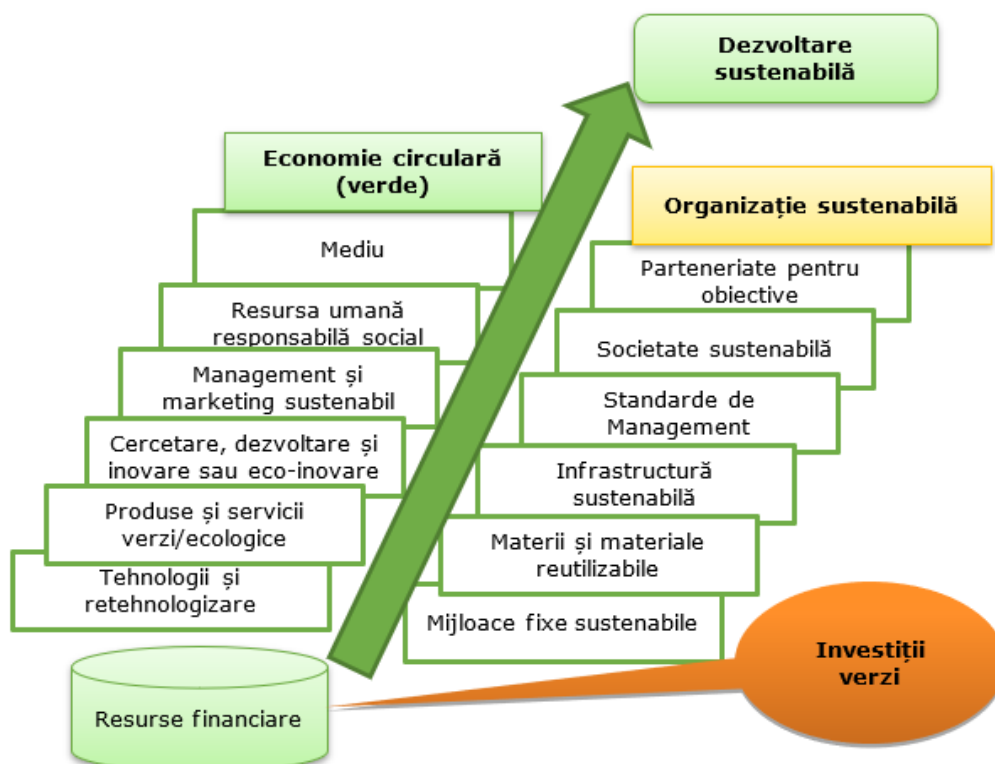 Dezvoltare
sustenabilă
Economie circulară
(verde)
Mediu
Resursa umană
responsabilă social
Management și
marketing sustenabil
Cercetare, dezvoltare și
inovare sau eco-inovare
Produse și servicii
verzi/ecologice
Tehnologii și
retehnologizare
Resurse financiare
Organizație sustenabilă
Parteneriate pentru
obiective
Societate sustenabilă
Standarde de
Management
Infrastructură
sustenabilă
Materii și materiale
reutilizabile
Mijloace fixe sustenabile
Investiții
verzi